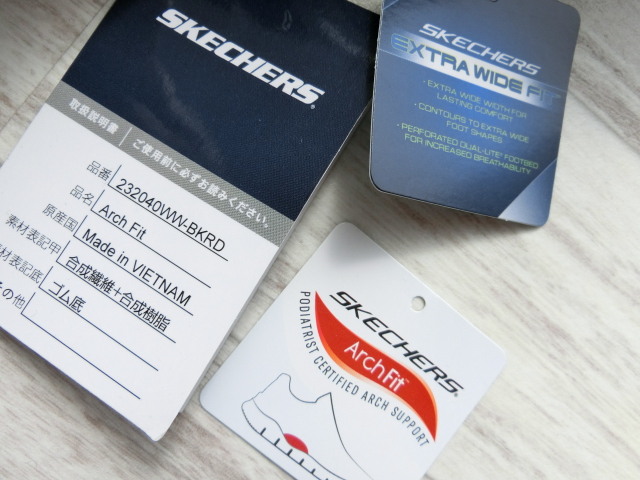 SKECHERS
取扱説明書 ご使用前に必ずお読みください。
品番 232040WW-BKRD
品名 Arch Fit
原産国 Made in VIETNAM
素材表記甲 合成繊維+合成樹脂
素材表記底 ゴム底
その他
SKECHERS
EXTRA WIDE FIT
· EXTRA WIDE WIDTH FOR
LASTING COMFORT
· CONTOURS TO EXTRA WIDE
FOOT SHAPES
· PERFORATED DUAL-LITE® FOOTBED
FOR INCREASED BREATHABILITY
SKECHERS
Arch Fit™
PODIATRIST CERTIFIED ARCH SUPPORT